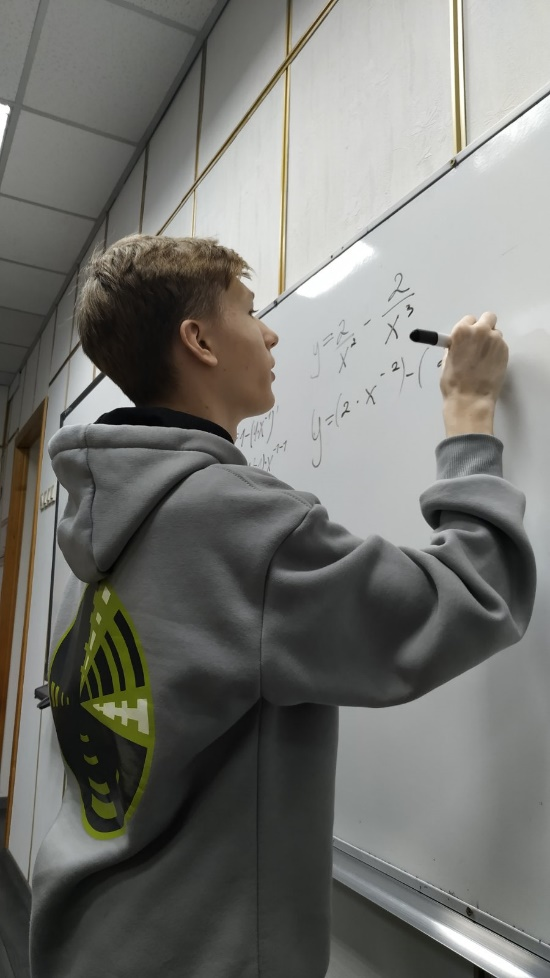 y = 2/x² - 2/x³
y = (2 · x⁻²) - (